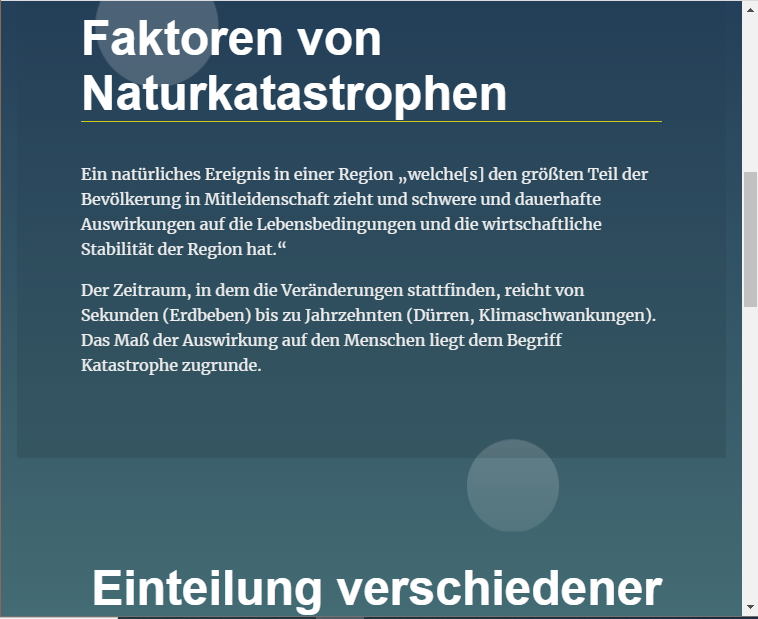 Faktoren von
Naturkatastrophen
Ein natürliches Ereignis in einer Region „welche[s] den größten Teil der
Bevölkerung in Mitleidenschaft zieht und schwere und dauerhafte
Auswirkungen auf die Lebensbedingungen und die wirtschaftliche
Stabilität der Region hat.“
Der Zeitraum, in dem die Veränderungen stattfinden, reicht von
Sekunden (Erdbeben) bis zu Jahrzehnten (Dürren, Klimaschwankungen).
Das Maß der Auswirkung auf den Menschen liegt dem Begriff
Katastrophe zugrunde.
Einteilung verschiedener